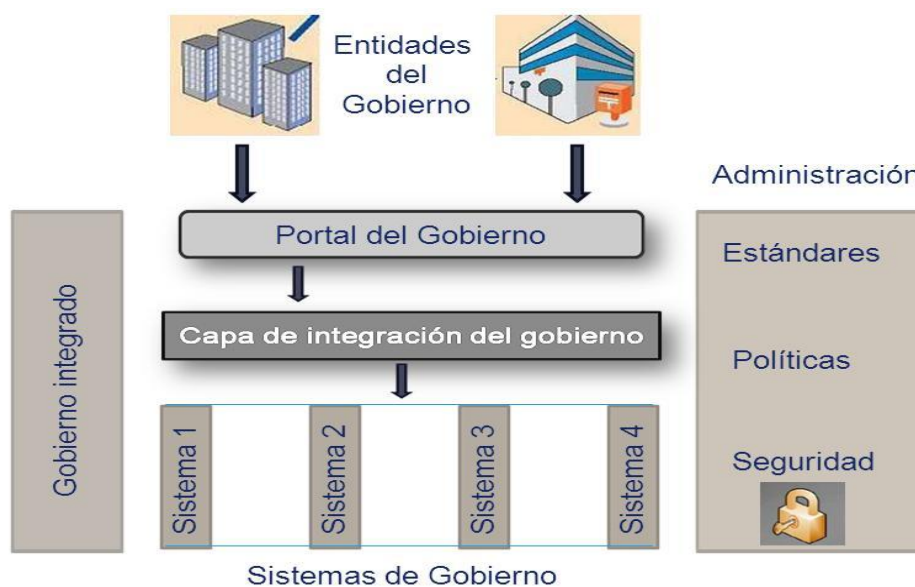 Entidades
del
Gobierno
Administración
Portal del Gobierno
Estándares
Gobierno integrado
Capa de integración del gobierno
Políticas
Sistema 1
Sistema 2
Sistema 3
Sistema 4
Seguridad
Sistemas de Gobierno